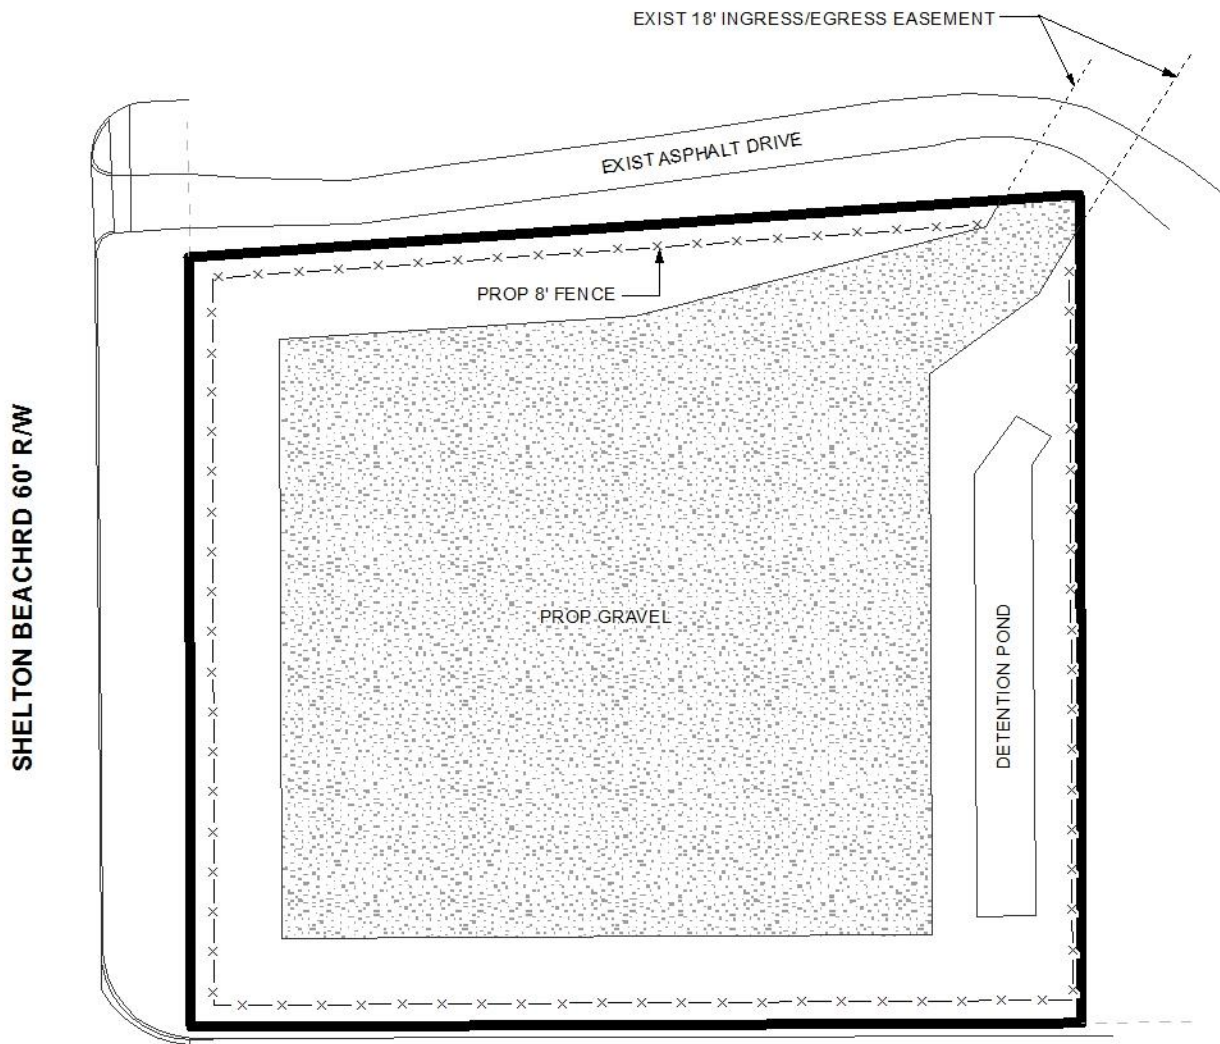 EXIST 18' INGRESS/EGRESS EASEMENT
EXIST ASPHALT DRIVE
PROP 8' FENCE
SHELTON BEACHRD 60' R/W
PROP GRAVEL
DETENTION POND